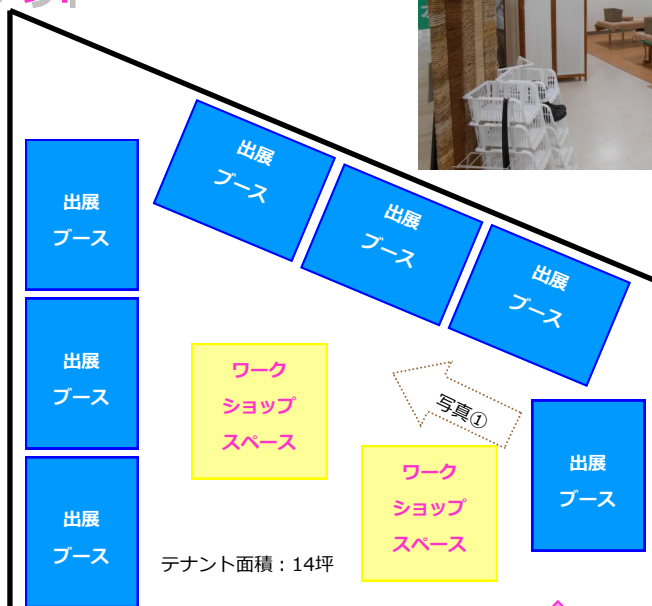 出展
ブース
出展
ブース
出展
ブース
出展
ブース
出展
ブース
出展
ブース
ワーク
ショップ
スペース
写真①
ワーク
ショップ
スペース
出展
ブース
テナント面積：14坪